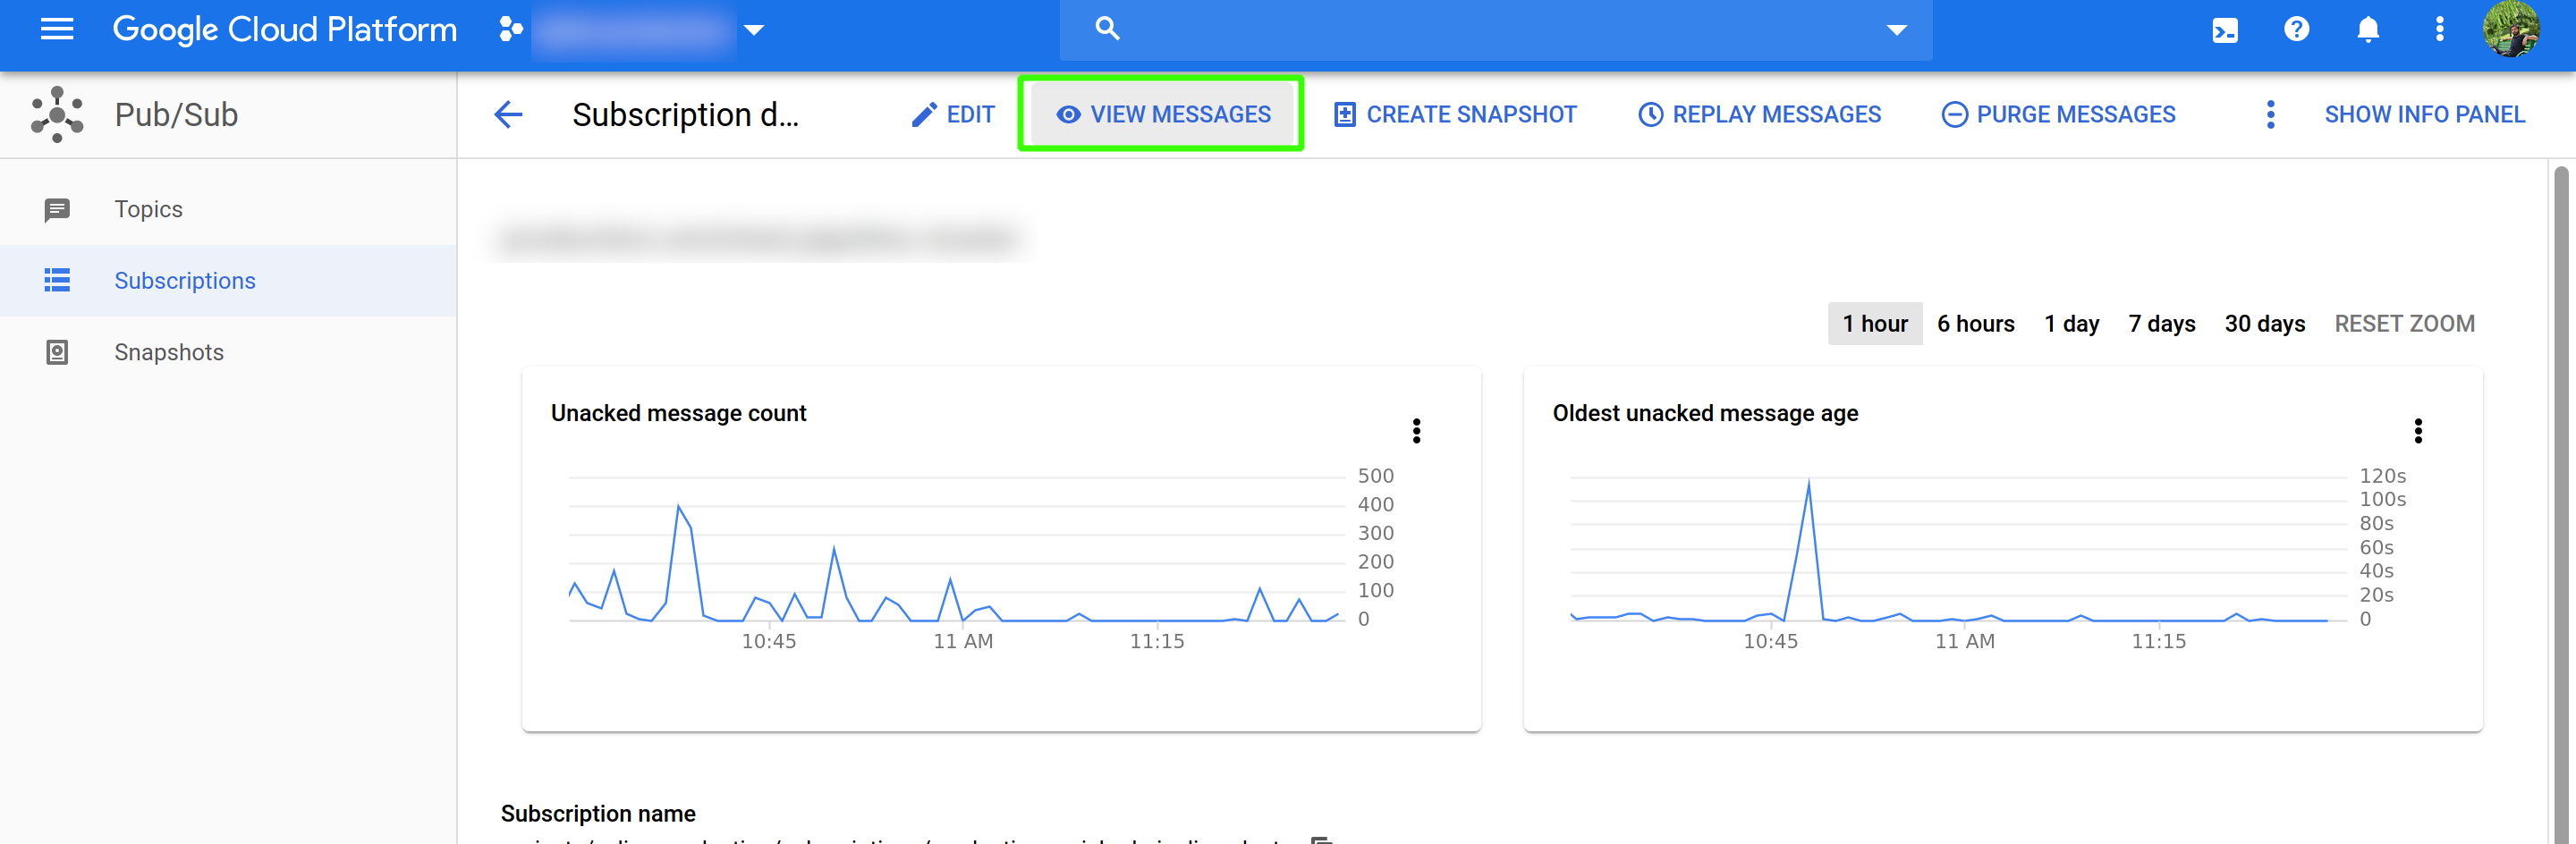 Google Cloud Platform
Pub/Sub
Subscription d...
EDIT
VIEW MESSAGES
CREATE SNAPSHOT
REPLAY MESSAGES
PURGE MESSAGES
SHOW INFO PANEL
Topics
Subscriptions
Snapshots
1 hour 6 hours 1 day 7 days 30 days RESET ZOOM
Unacked message count
500
400
300
200
100
0
10:45 11 AM 11:15
Oldest unacked message age
120s
100s
80s
60s
40s
20s
0
10:45 11 AM 11:15
Subscription name